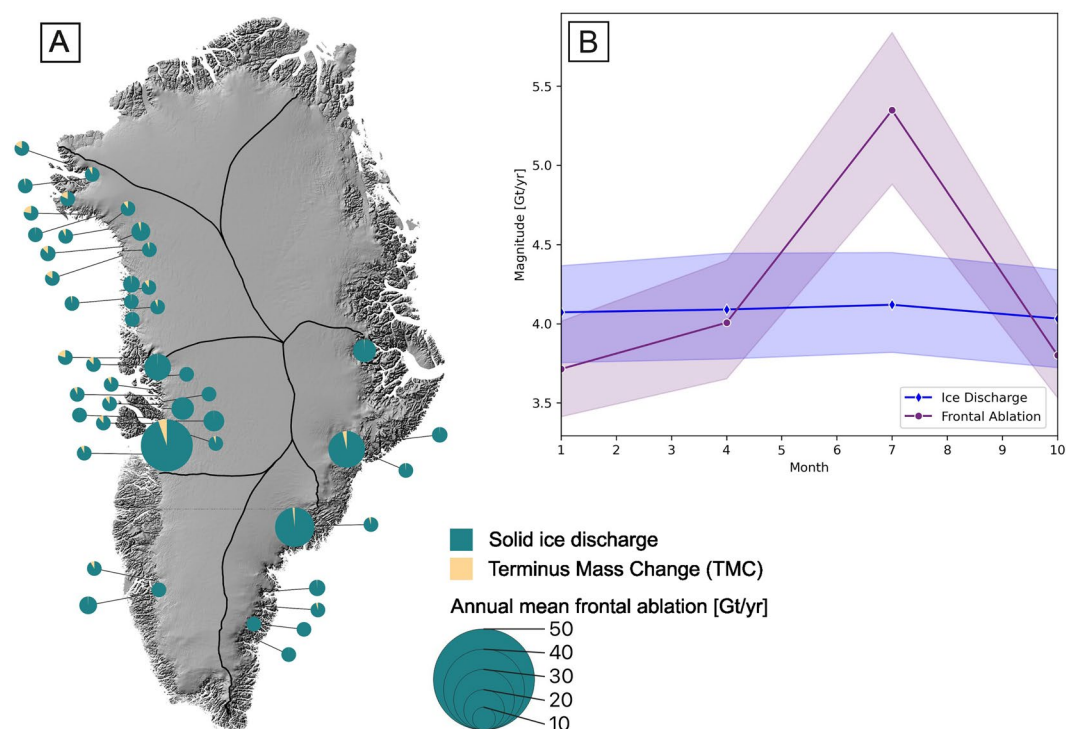 A
B
5.5
5.0
4.5
4.0
3.5
Magnitude [Gt/yr]
Ice Discharge
Frontal Ablation
1 2 3 4 5 6 7 8 9 10
Month
Solid ice discharge
Terminus Mass Change (TMC)
Annual mean frontal ablation [Gt/yr]
50
40
30
20
10